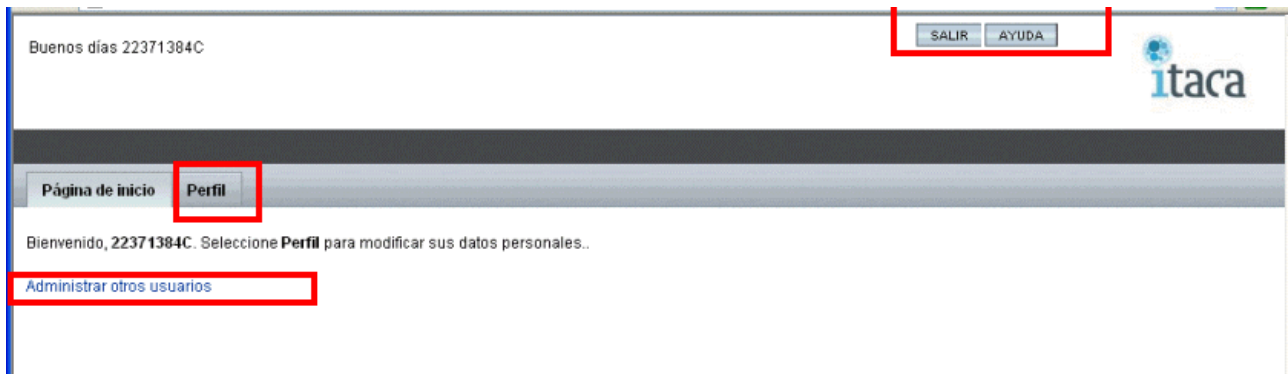 Buenos días 22371384C
SALIR AYUDA
itaca
Página de inicio Perfil
Bienvenido, 22371384C. Seleccione Perfil para modificar sus datos personales..
Administrar otros usuarios